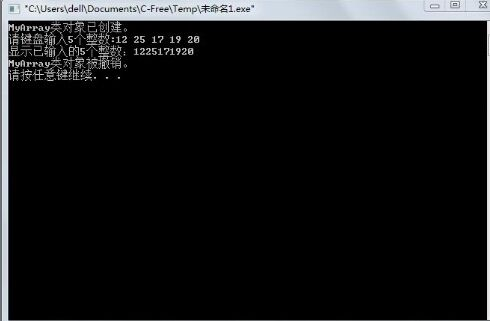 "C:\Users\dell\Documents\C-Free\Temp\未命名1.exe"
MyArray类对象已创建。
请键盘输入5个整数:12 25 17 19 20
显示已输入的5个整数：1225171920
MyArray类对象被撤销。
请按任意键继续. . .